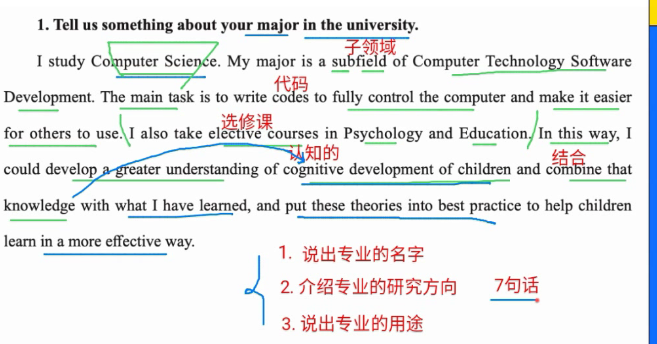 1. Tell us something about your major in the university.
子领域
I study Computer Science. My major is a subfield of Computer Technology Software
代码
Development. The main task is to write codes to fully control the computer and make it easier
选修课
for others to use. I also take elective courses in Psychology and Education. In this way, I
认知的 结合
could develop a greater understanding of cognitive development of children and combine that
knowledge with what I have learned, and put these theories into best practice to help children
learn in a more effective way.
1. 说出专业的名字
2. 介绍专业的研究方向 7句话
3. 说出专业的用途